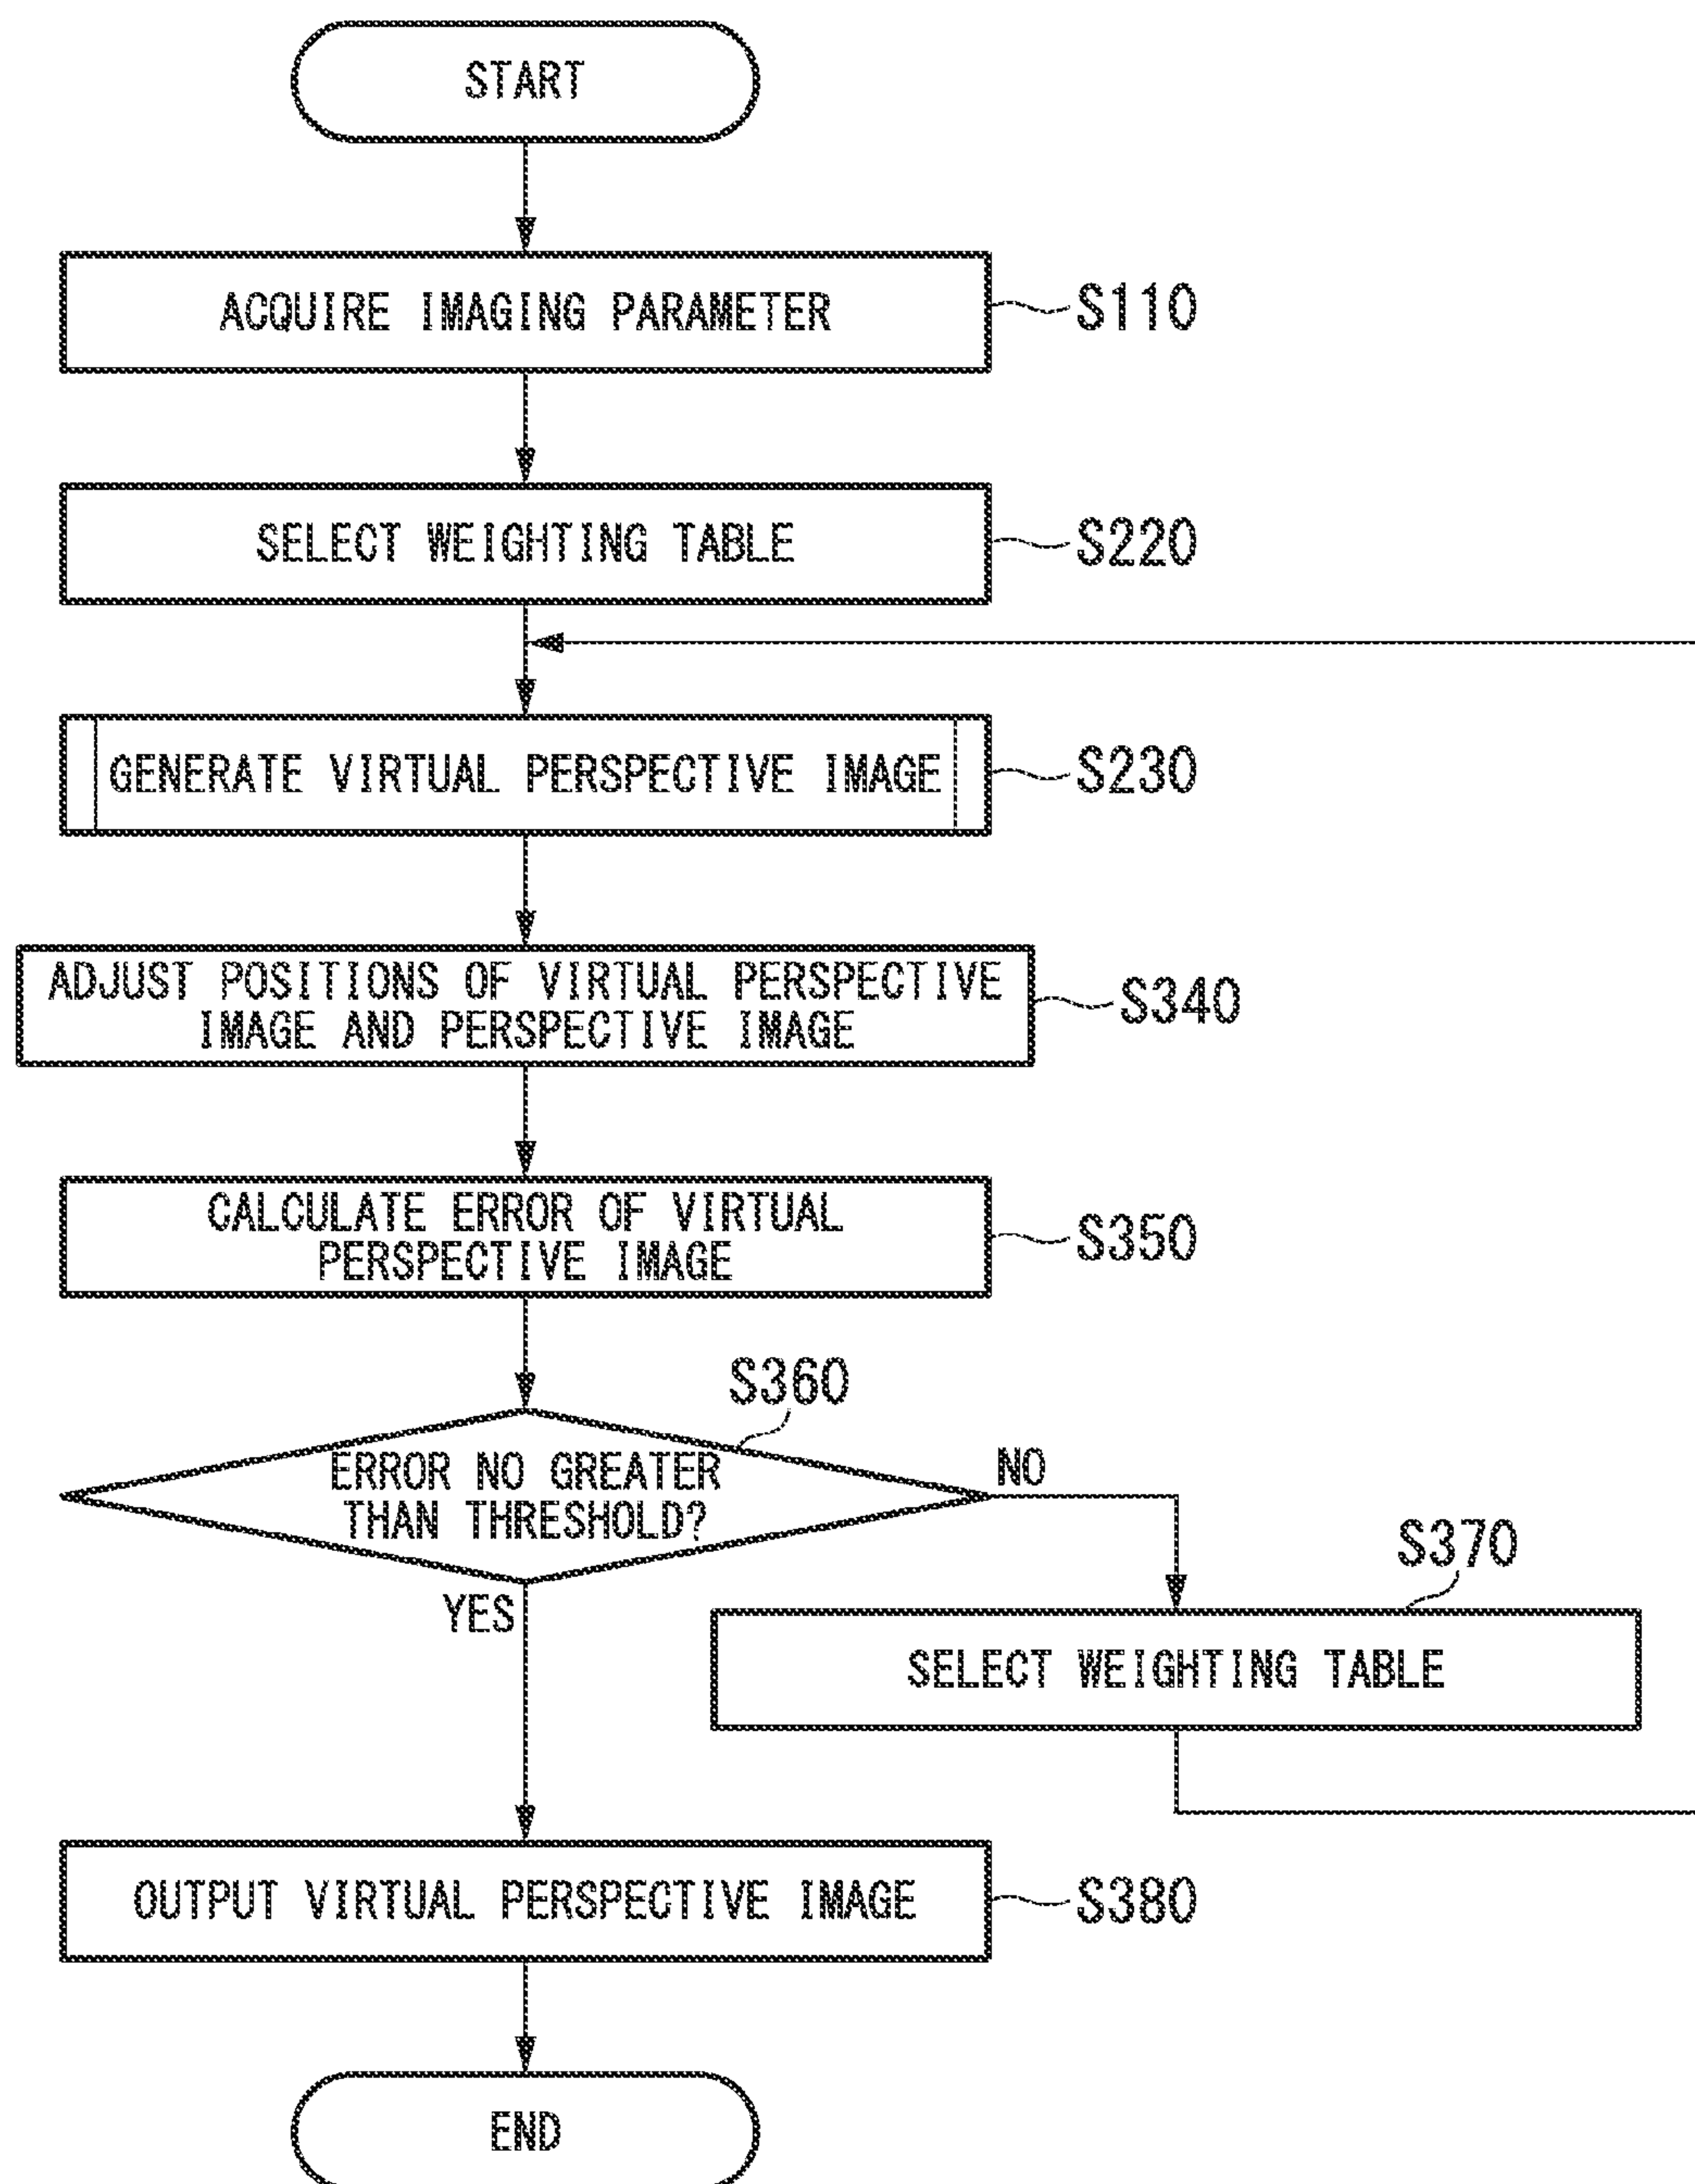 START
ACQUIRE IMAGING PARAMETER
S110
SELECT WEIGHTING TABLE
S220
GENERATE VIRTUAL PERSPECTIVE IMAGE
S230
ADJUST POSITIONS OF VIRTUAL PERSPECTIVE
IMAGE AND PERSPECTIVE IMAGE
S340
CALCULATE ERROR OF VIRTUAL
PERSPECTIVE IMAGE
S350
S360
ERROR NO GREATER
THAN THRESHOLD?
NO
YES
S370
SELECT WEIGHTING TABLE
OUTPUT VIRTUAL PERSPECTIVE IMAGE
S380
END